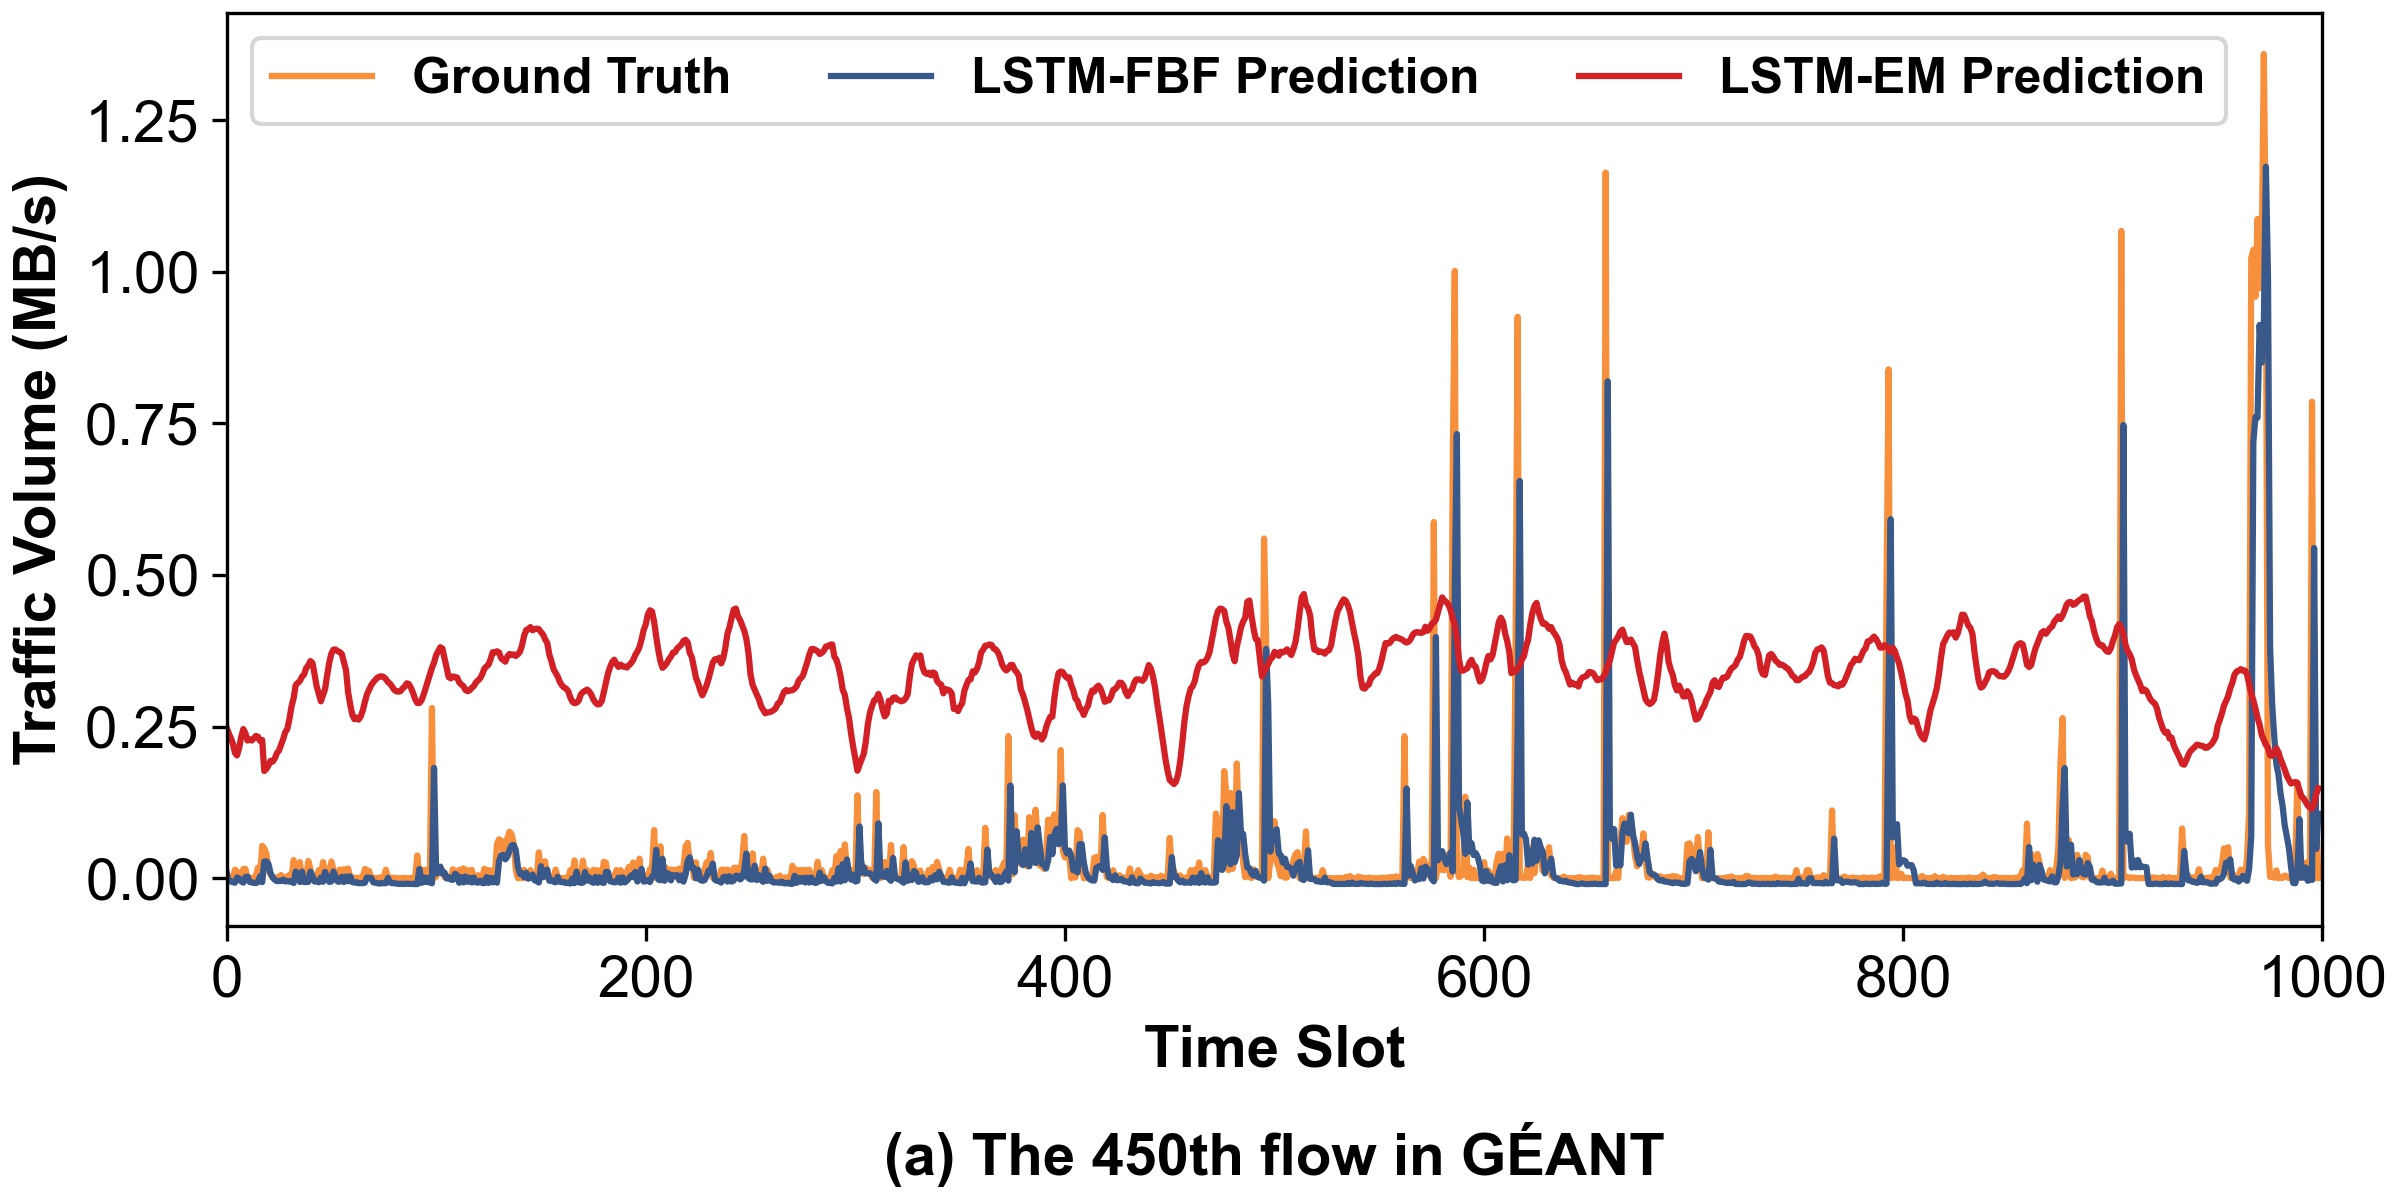 Ground Truth LSTM-FBF Prediction LSTM-EM Prediction
1.25
1.00
0.75
0.50
0.25
0.00
Traffic Volume (MB/s)
0 200 400 600 800 1000
Time Slot
(a) The 450th flow in GÉANT